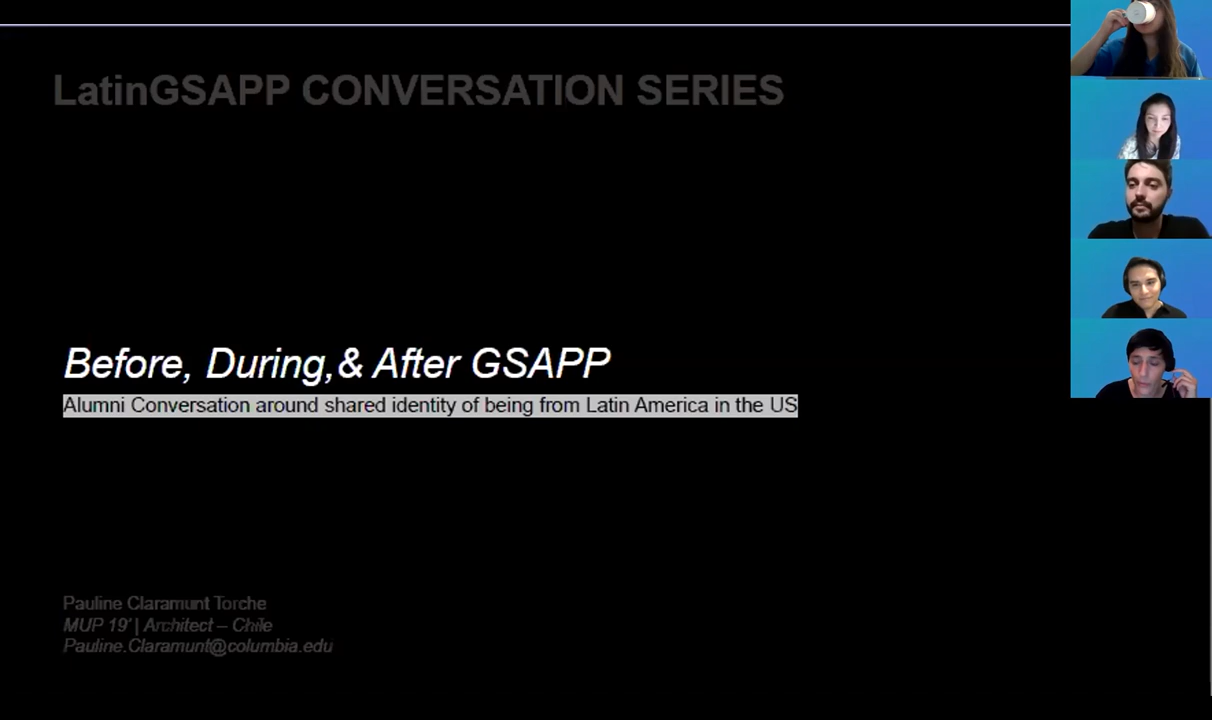 LatinGSAPP CONVERSATION SERIES
Before, During,& After GSAPP
Alumni Conversation around shared identity of being from Latin America in the US
Pauline Claramunt Torche
MUP 19' | Architect – Chile
Pauline.Claramunt@columbia.edu